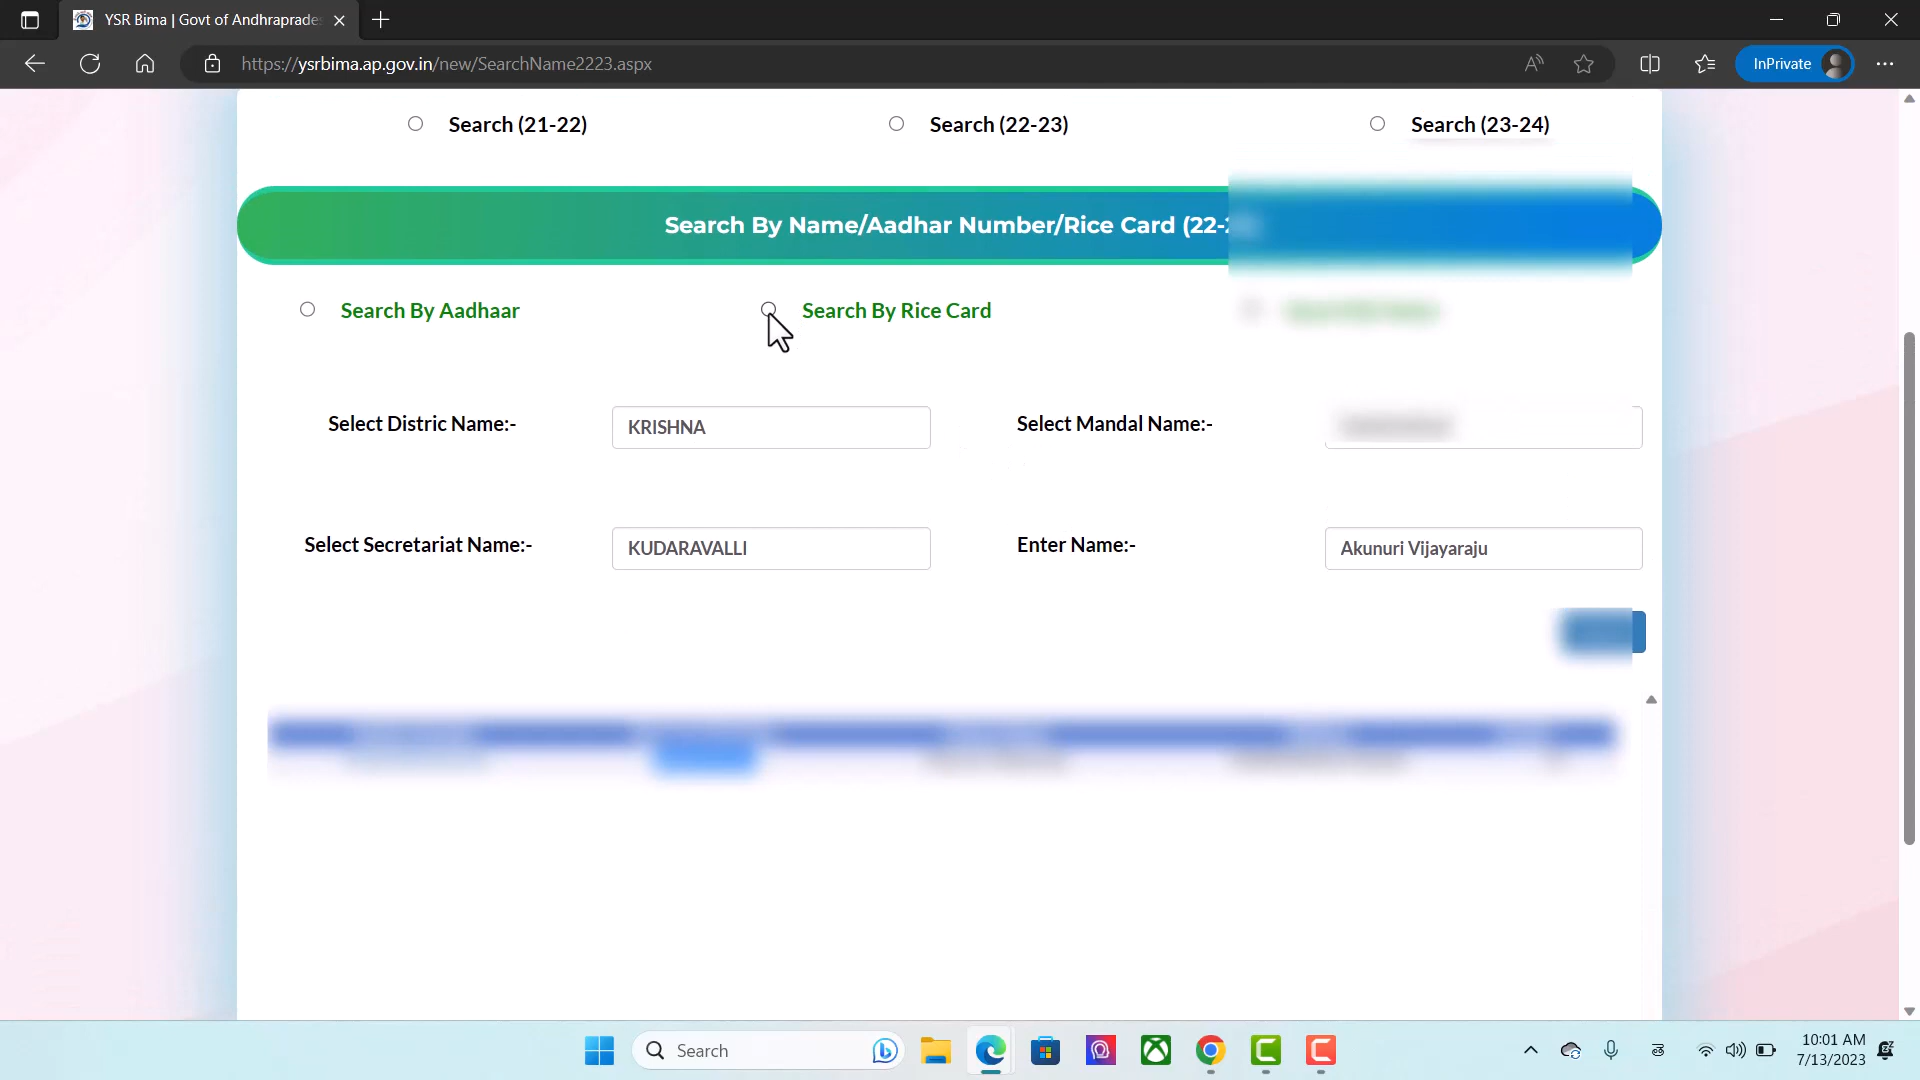 YSR Bima | Govt of Andhraprade
https://ysrbima.ap.gov.in/new/SearchName2223.aspx
InPrivate
Search (21-22)
Search (22-23)
Search (23-24)
Search By Name/Aadhar Number/Rice Card (22-
Search By Aadhaar
Search By Rice Card
Select Distric Name:-
KRISHNA
Select Mandal Name:-
Select Secretariat Name:-
KUDARAVALLI
Enter Name:-
Akunuri Vijayaraju
Search
తె
10:01 AM
7/13/2023